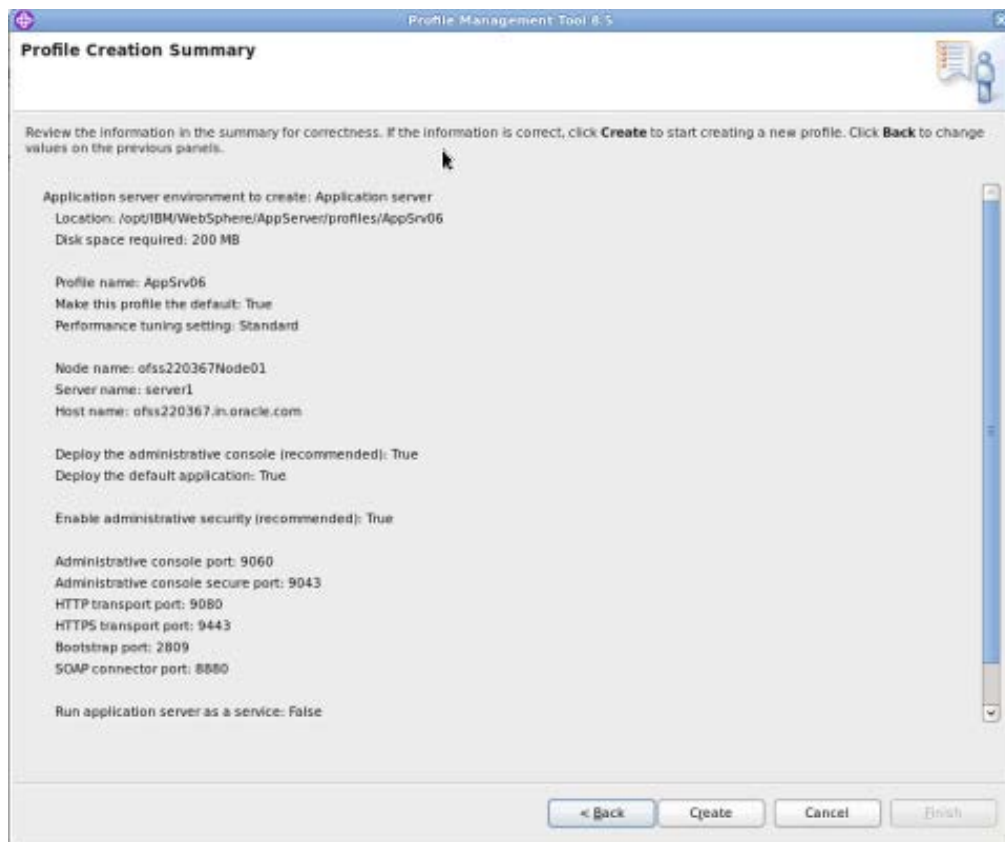 Profile Management Tool 8.5
Profile Creation Summary
Review the information in the summary for correctness. If the information is correct, click Create to start creating a new profile. Click Back to change
values on the previous panels.
Application server environment to create: Application server
Location: /opt/IBM/WebSphere/AppServer/profiles/AppSrv06
Disk space required: 200 MB
Profile name: AppSrv06
Make this profile the default: True
Performance tuning setting: Standard
Node name: ofss220367Node01
Server name: server1
Host name: ofss220367.in.oracle.com
Deploy the administrative console (recommended): True
Deploy the default application: True
Enable administrative security (recommended): True
Administrative console port: 9060
Administrative console secure port: 9043
HTTP transport port: 9080
HTTPS transport port: 9443
Bootstrap port: 2809
SOAP connector port: 8880
Run application server as a service: False
< Back Create Cancel Finish